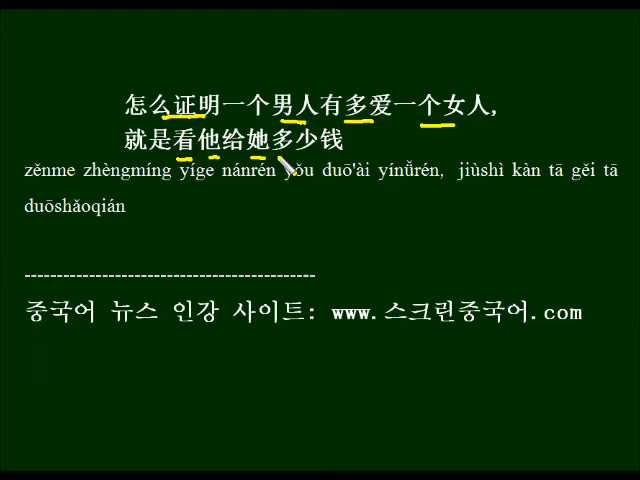 怎么证明一个男人有多爱一个女人，
就是看他给她多少钱
zěnme zhèngmíng yíge nánrén yǒu duō'ài yínǚrén, jiùshì kàn tā gěi tā
duōshǎoqián
---------------------------------------------
중국어 뉴스 인강 사이트: www.스크린중국어.com